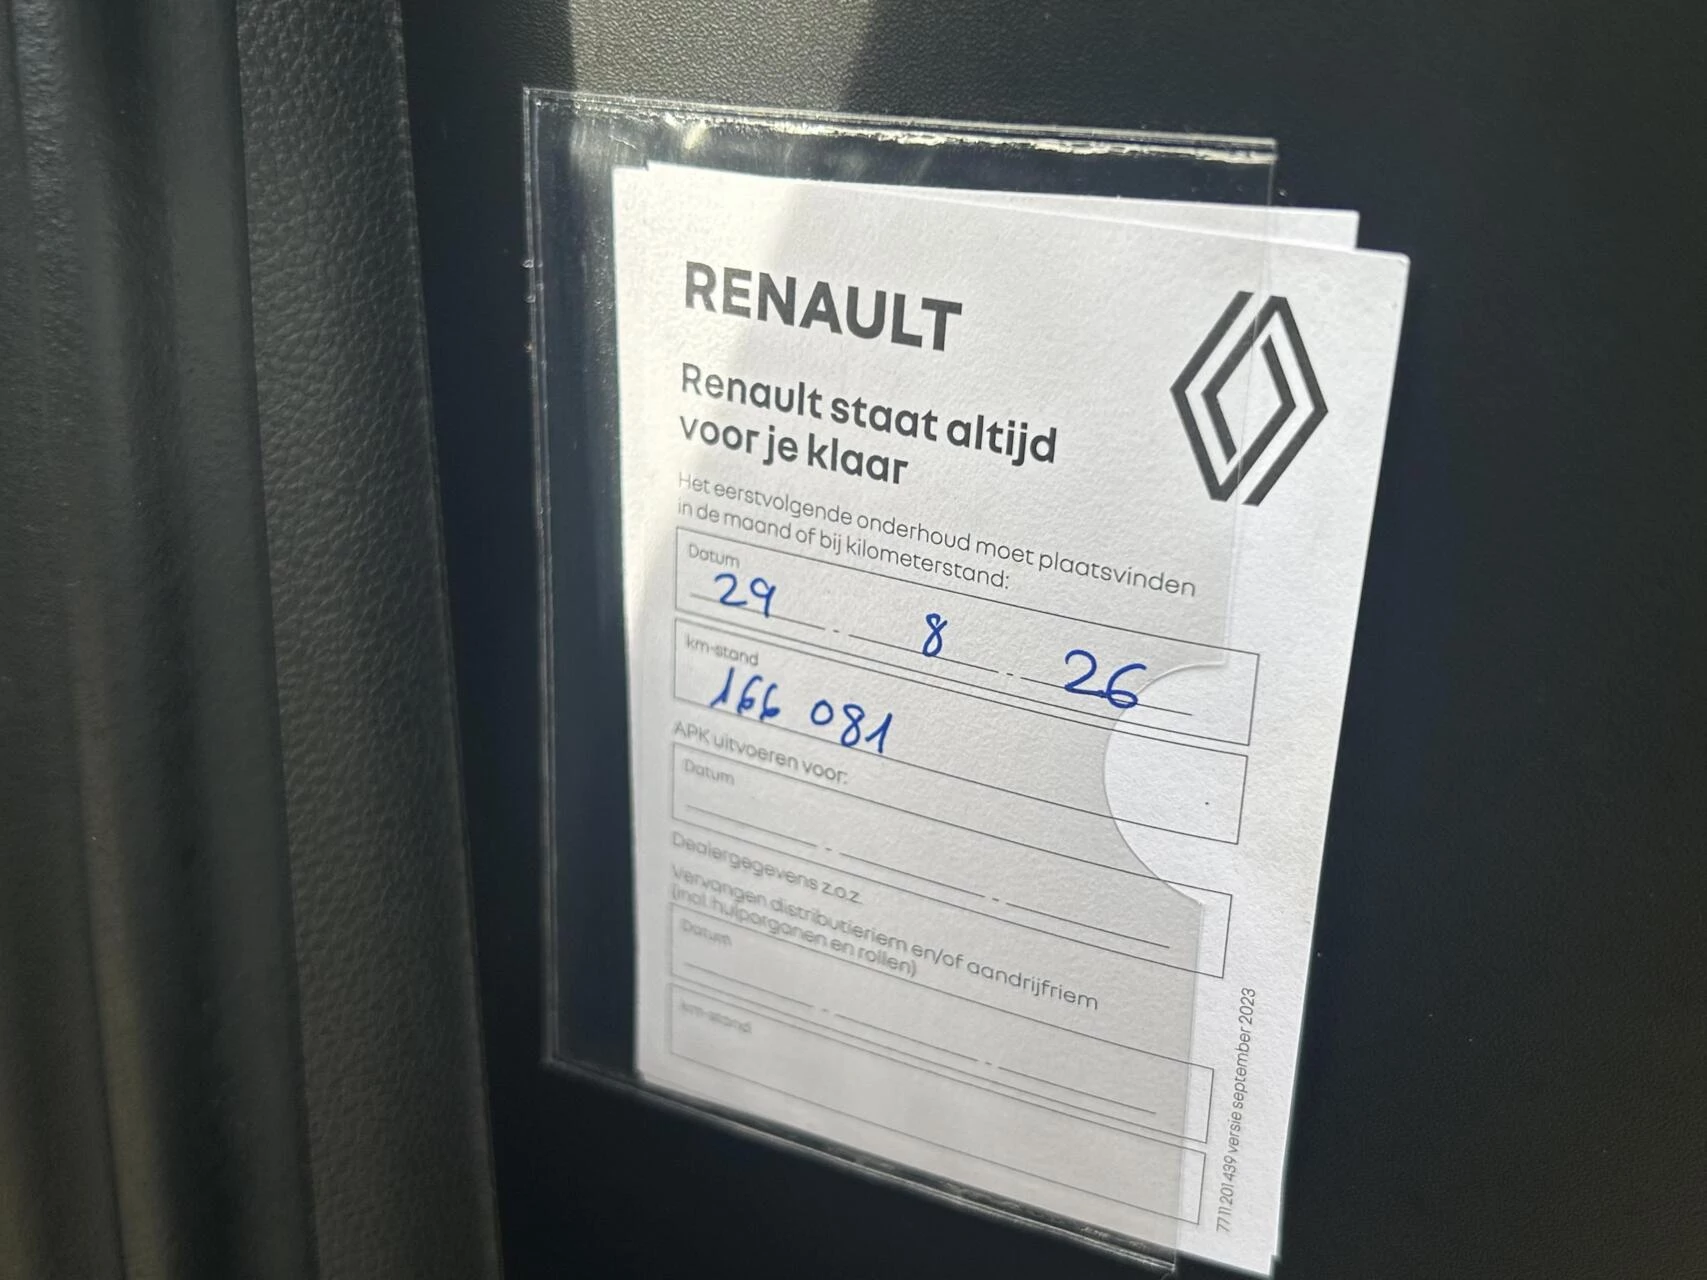 RENAULT
Renault staat altijd
voor je klaar
Het eerstvolgende onderhoud moet plaatsvinden
in de maand of bij kilometerstand:
Datum
29 - 8 - 26
km-stand
166 081
APK uitvoeren voor:
Datum
Dealergegevens z.o.z.
Vervangen distributieriem en/of aandrijfriem
(incl. hulporganen en rollen)
Datum
km-stand
77 11 201 439 versie september 2023